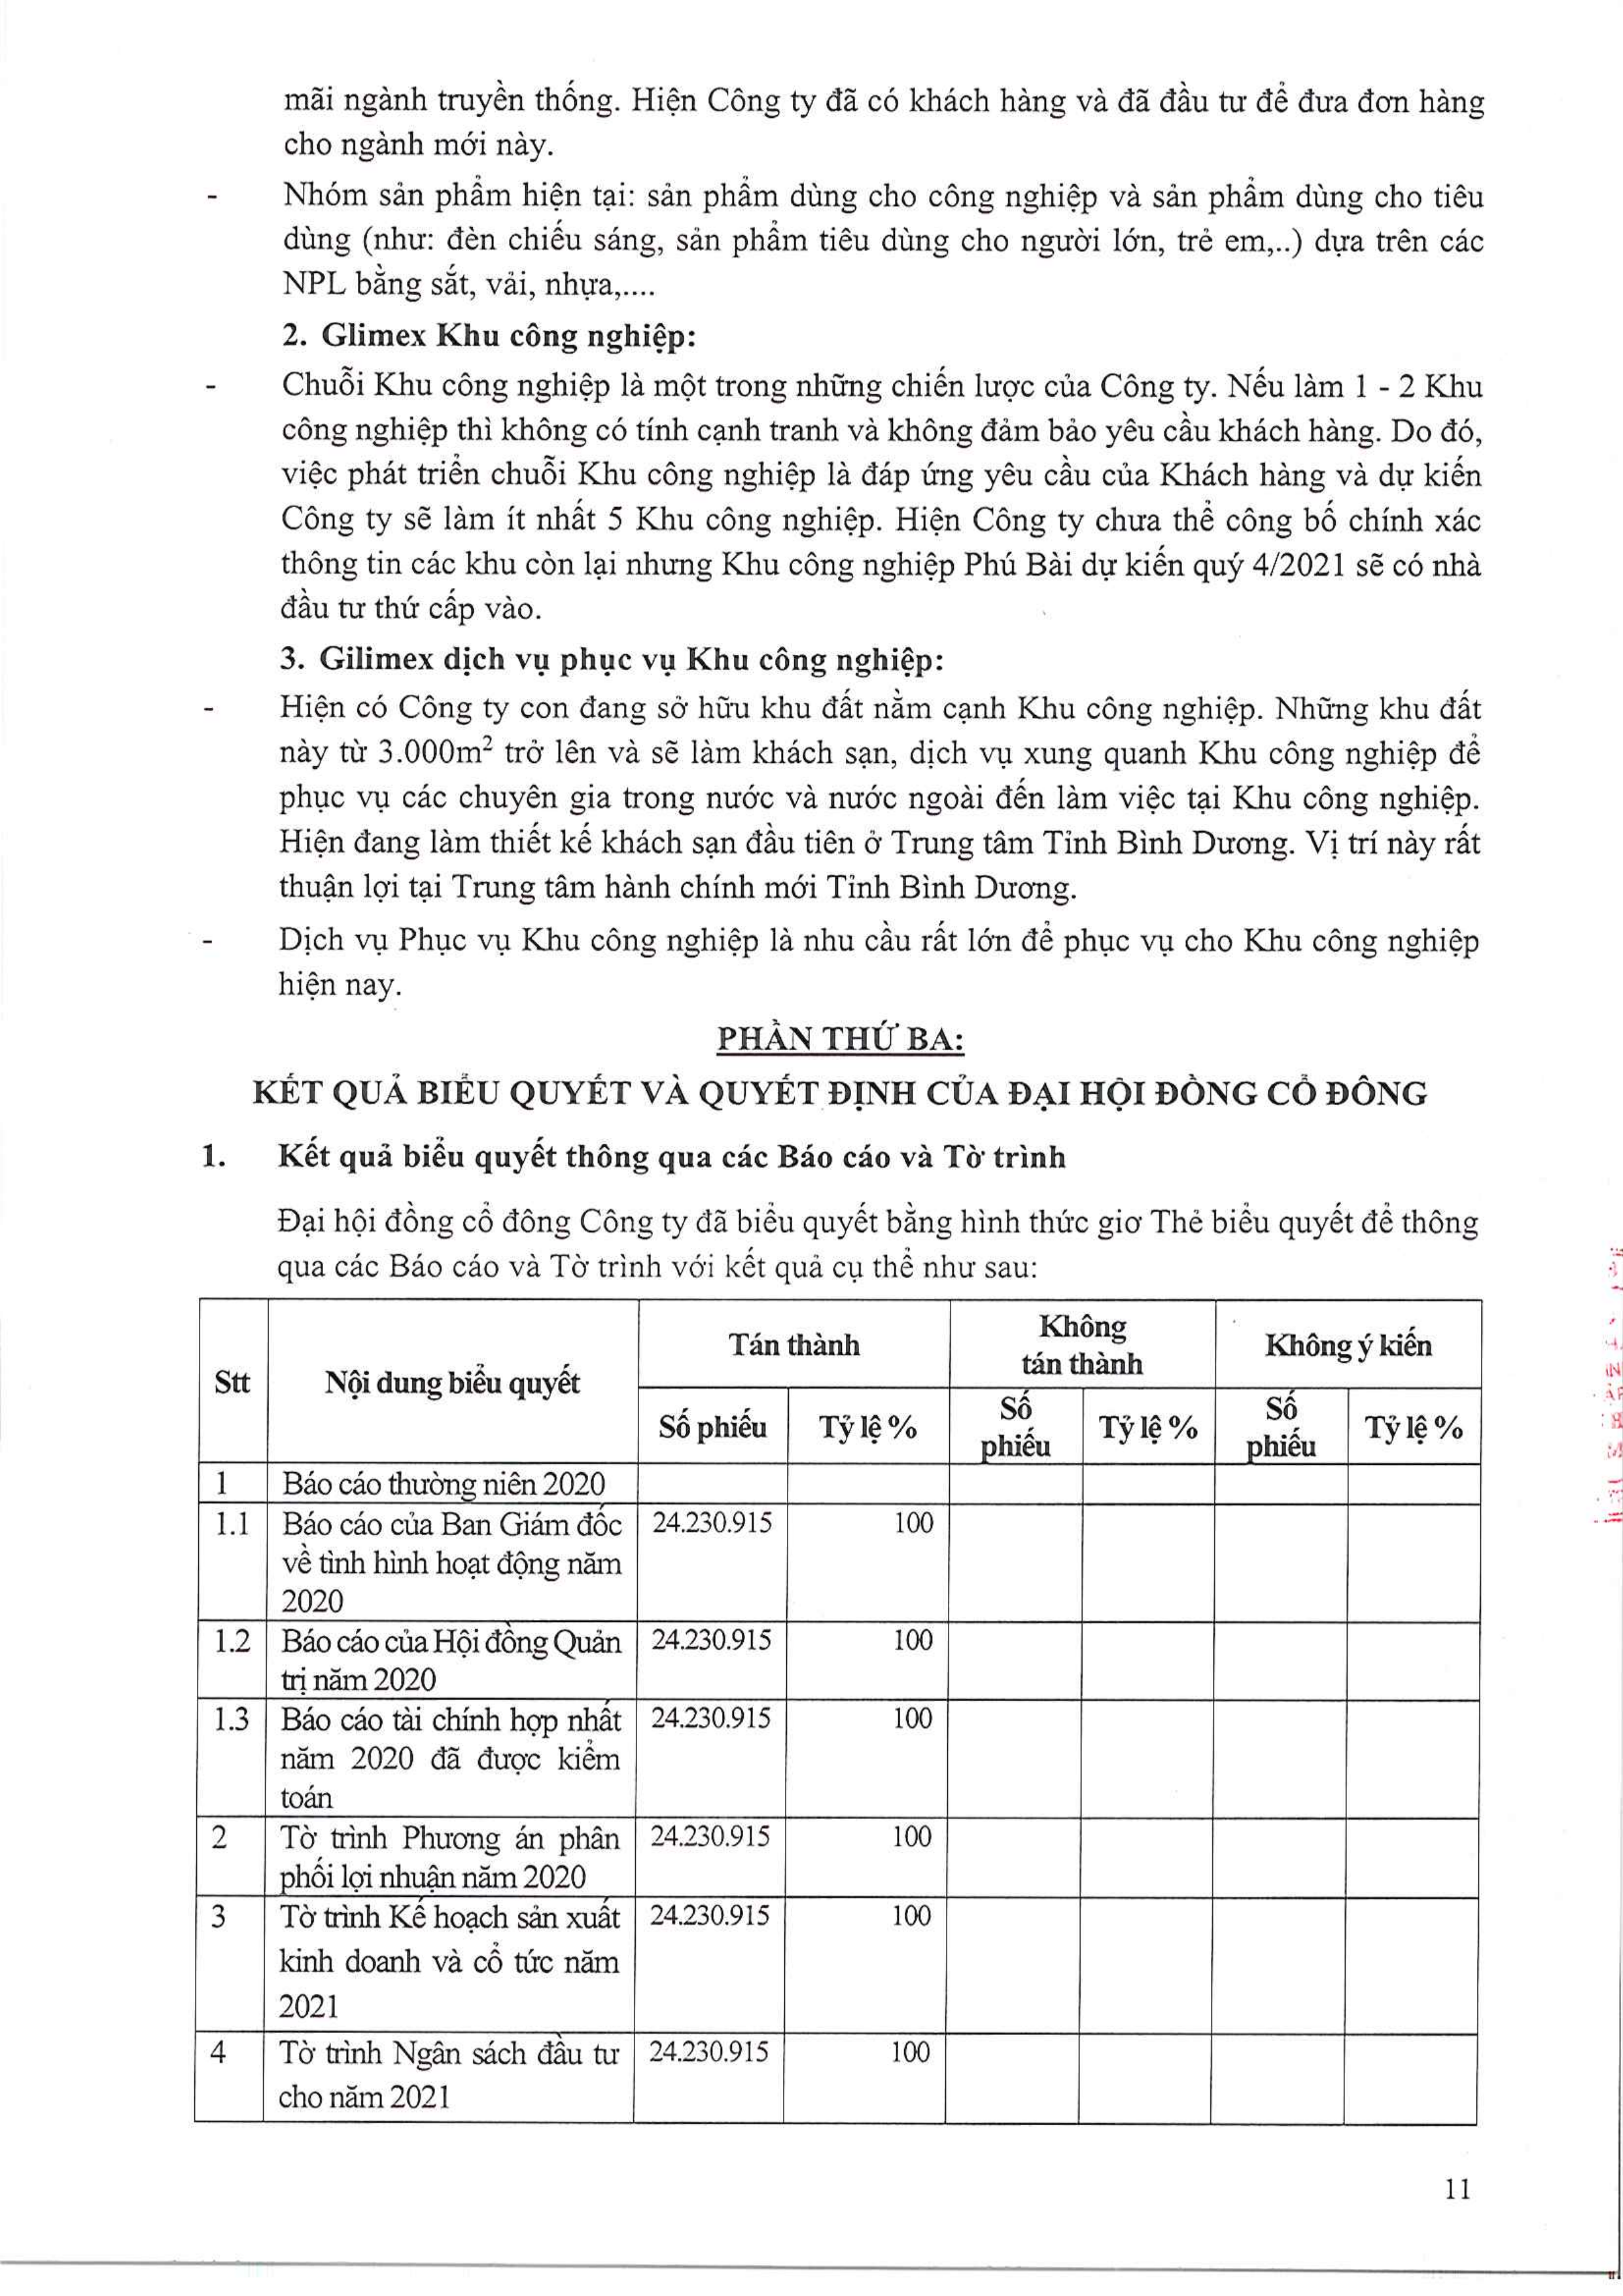 mãi ngành truyền thống. Hiện Công ty đã có khách hàng và đã đầu tư để đưa đơn hàng
cho ngành mới này.
- Nhóm sản phẩm hiện tại: sản phẩm dùng cho công nghiệp và sản phẩm dùng cho tiêu
dùng (như: đèn chiếu sáng, sản phẩm tiêu dùng cho người lớn, trẻ em,..) dựa trên các
NPL bằng sắt, vải, nhựa,....
2. Glimex Khu công nghiệp:
- Chuỗi Khu công nghiệp là một trong những chiến lược của Công ty. Nếu làm 1 - 2 Khu
công nghiệp thì không có tính cạnh tranh và không đảm bảo yêu cầu khách hàng. Do đó,
việc phát triển chuỗi Khu công nghiệp là đáp ứng yêu cầu của Khách hàng và dự kiến
Công ty sẽ làm ít nhất 5 Khu công nghiệp. Hiện Công ty chưa thể công bố chính xác
thông tin các khu còn lại nhưng Khu công nghiệp Phú Bài dự kiến quý 4/2021 sẽ có nhà
đầu tư thứ cấp vào.
3. Gilimex dịch vụ phục vụ Khu công nghiệp:
- Hiện có Công ty con đang sở hữu khu đất nằm cạnh Khu công nghiệp. Những khu đất
này từ 3.000m² trở lên và sẽ làm khách sạn, dịch vụ xung quanh Khu công nghiệp để
phục vụ các chuyên gia trong nước và nước ngoài đến làm việc tại Khu công nghiệp.
Hiện đang làm thiết kế khách sạn đầu tiên ở Trung tâm Tỉnh Bình Dương. Vị trí này rất
thuận lợi tại Trung tâm hành chính mới Tỉnh Bình Dương.
- Dịch vụ Phục vụ Khu công nghiệp là nhu cầu rất lớn để phục vụ cho Khu công nghiệp
hiện nay.
PHẦN THỨ BA:
KẾT QUẢ BIỂU QUYẾT VÀ QUYẾT ĐỊNH CỦA ĐẠI HỘI ĐỒNG CỔ ĐÔNG
1. Kết quả biểu quyết thông qua các Báo cáo và Tờ trình
Đại hội đồng cổ đông Công ty đã biểu quyết bằng hình thức giơ Thẻ biểu quyết để thông
qua các Báo cáo và Tờ trình với kết quả cụ thể như sau:
Stt Nội dung biểu quyết Tán thành Không tán thành Không ý kiến
Số phiếu Tỷ lệ % Số phiếu Tỷ lệ % Số phiếu Tỷ lệ %
1 Báo cáo thường niên 2020
1.1 Báo cáo của Ban Giám đốc 24.230.915 100
về tình hình hoạt động năm
2020
1.2 Báo cáo của Hội đồng Quản 24.230.915 100
trị năm 2020
1.3 Báo cáo tài chính hợp nhất 24.230.915 100
năm 2020 đã được kiểm
toán
2 Tờ trình Phương án phân 24.230.915 100
phối lợi nhuận năm 2020
3 Tờ trình Kế hoạch sản xuất 24.230.915 100
kinh doanh và cổ tức năm
2021
4 Tờ trình Ngân sách đầu tư 24.230.915 100
cho năm 2021
11